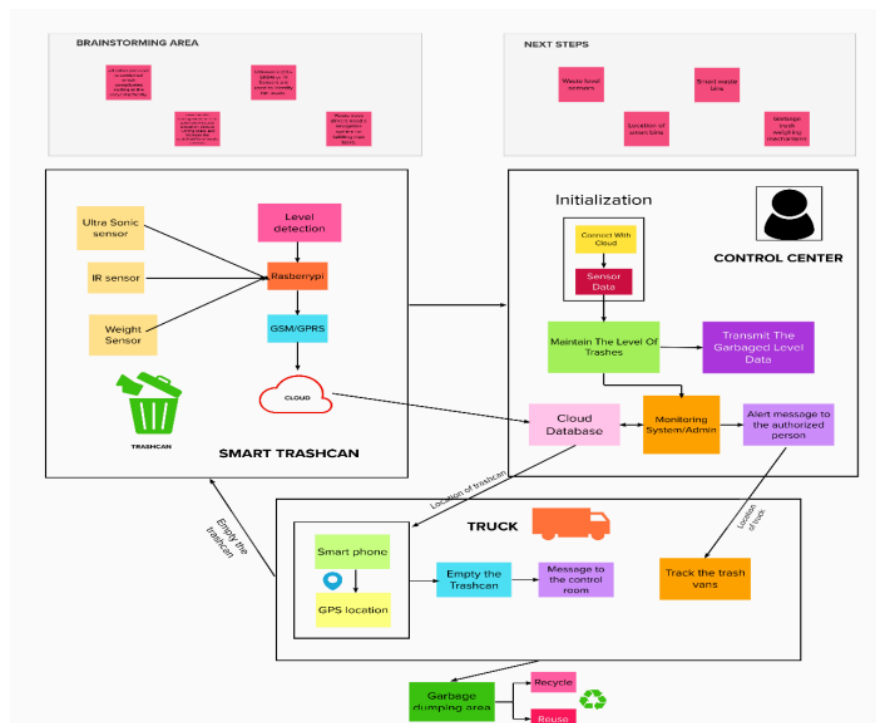 BRAINSTORMING AREA
NEXT STEPS
Waste level
sensors
Smart waste
bins
Location of
smart bins
Garbage
truck
weighing
mechanism
Ultra Sonic
sensor
IR sensor
Weight
Sensor
Level
detection
Rasberrypi
GSM/GPRS
CLOUD
TRASHCAN
SMART TRASHCAN
Initialization
Connect With
Cloud
Sensor
Data
CONTROL CENTER
Maintain The Level Of
Trashes
Transmit The
Garbaged Level
Data
Cloud
Database
Monitoring
System/Admin
Alert message to
the authorized
person
Location of trashcan
Location
of truck
Empty the
trashcan
TRUCK
Smart phone
GPS location
Empty the
Trashcan
Message to
the control
room
Track the trash
vans
Garbage
dumping area
Recycle
Reuse